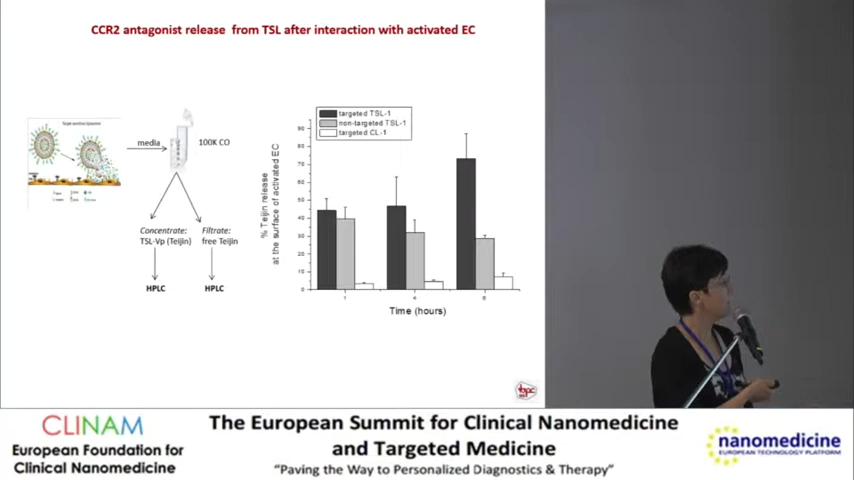 CCR2 antagonist release from TSL after interaction with activated EC
media
100K CO
Concentrate:
TSL-Vp (Teijin)
Filtrate:
free Teijin
HPLC
HPLC
targeted TSL-1
non-targeted TSL-1
targeted CL-1
% Teijin release
at the surface of activated EC
90
80
70
60
50
40
30
20
10
0
1
4
Time (hours)
CLINAM
European Foundation for
Clinical Nanomedicine
The European Summit for Clinical Nanomedicine
and Targeted Medicine
“Paving the Way to Personalized Diagnostics & Therapy”
nanomedicine
EUROPEAN TECHNOLOGY PLATFORM